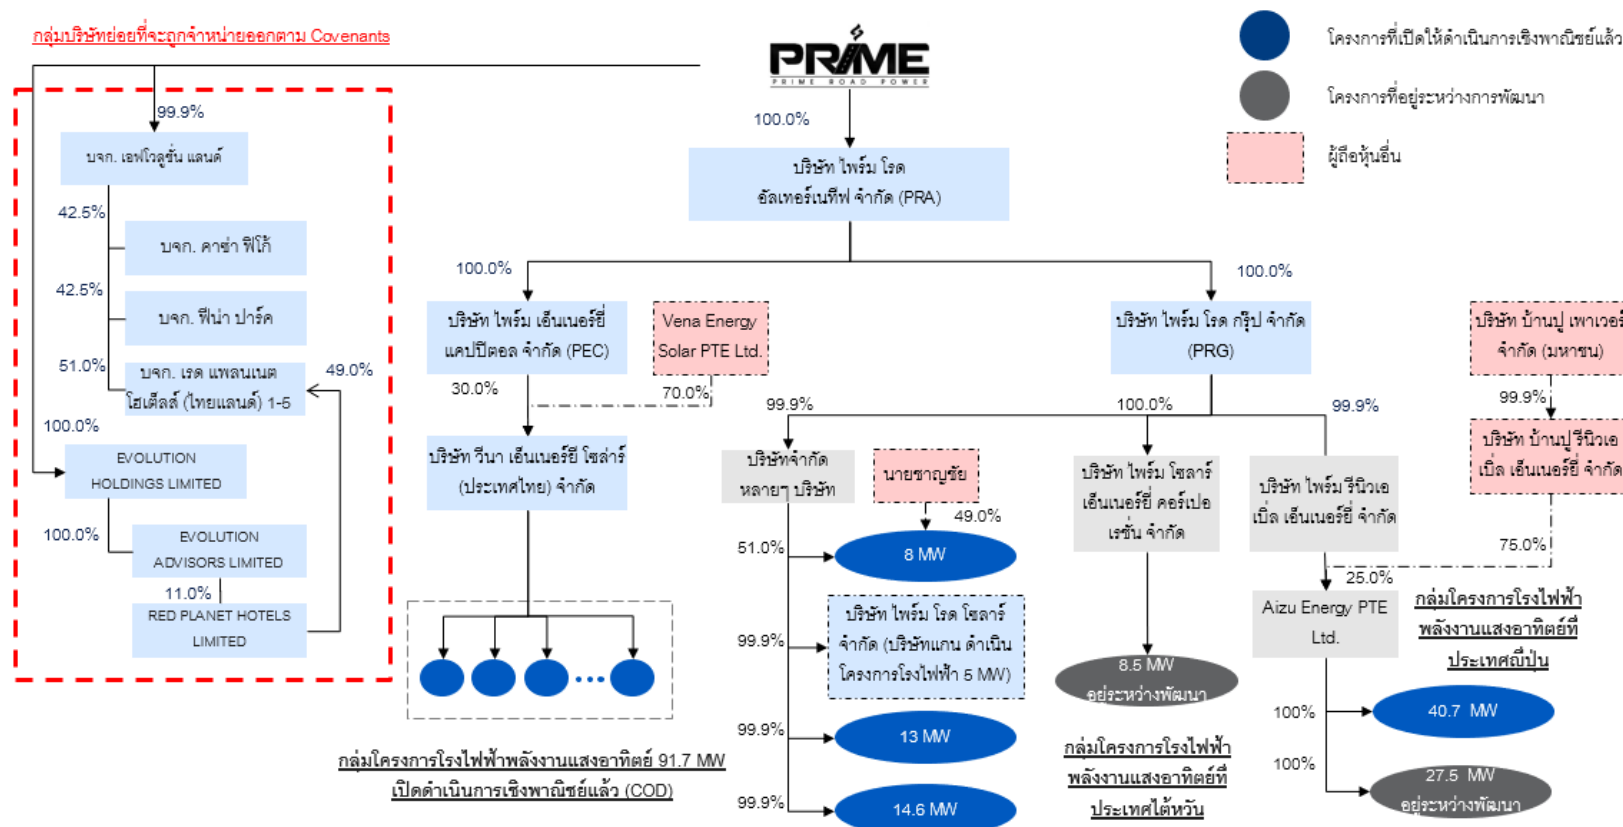 กลุ่มบริษัทย่อยที่จะถูกจำหน่ายออกตาม Covenants
PRIME
PRIME ROAD POWER
โครงการที่เปิดให้ดำเนินการเชิงพาณิชย์แล้ว
โครงการที่อยู่ระหว่างการพัฒนา
ผู้ถือหุ้นอื่น
99.9%
บจก. เอฟโวลูชั่น แลนด์
42.5%
บจก. คาซ่า ฟิโก้
42.5%
บจก. ฟีน่า ปาร์ค
51.0%
บจก. เรด แพลนเนต
โฮเต็ลส์ (ไทยแลนด์) 1-5
49.0%
100.0%
EVOLUTION
HOLDINGS LIMITED
100.0%
EVOLUTION
ADVISORS LIMITED
11.0%
RED PLANET HOTELS
LIMITED
100.0%
บริษัท ไพร์ม โรด
อัลเทอร์เนทีฟ จำกัด (PRA)
100.0%
100.0%
บริษัท ไพร์ม เอ็นเนอร์ยี่
แคปปิตอล จำกัด (PEC)
Vena Energy
Solar PTE Ltd.
30.0%
70.0%
บริษัท วีนา เอ็นเนอร์ยี โซล่าร์
(ประเทศไทย) จำกัด
กลุ่มโครงการโรงไฟฟ้าพลังงานแสงอาทิตย์ 91.7 MW
เปิดดำเนินการเชิงพาณิชย์แล้ว (COD)
บริษัท ไพร์ม โรด กรุ๊ป จำกัด
(PRG)
99.9%
100.0%
99.9%
บริษัทจำกัด
หลายๆ บริษัท
นายชาญชัย
49.0%
51.0%
8 MW
99.9%
บริษัท ไพร์ม โรด โซลาร์
จำกัด (บริษัทแกน ดำเนิน
โครงการโรงไฟฟ้า 5 MW)
99.9%
13 MW
99.9%
14.6 MW
บริษัท ไพร์ม โซลาร์
เอ็นเนอร์ยี่ คอร์เปอ
เรชั่น จำกัด
8.5 MW
อยู่ระหว่างพัฒนา
กลุ่มโครงการโรงไฟฟ้า
พลังงานแสงอาทิตย์ที่
ประเทศไต้หวัน
บริษัท ไพร์ม รีนิวเอ
เบิ่ล เอ็นเนอร์ยี่ จำกัด
บริษัท บ้านปู เพาเวอร์
จำกัด (มหาชน)
99.9%
บริษัท บ้านปู รีนิวเอ
เบิ่ล เอ็นเนอร์ยี่ จำกัด
75.0%
25.0%
Aizu Energy PTE
Ltd.
กลุ่มโครงการโรงไฟฟ้า
พลังงานแสงอาทิตย์ที่
ประเทศญี่ปุ่น
100%
40.7 MW
100%
27.5 MW
อยู่ระหว่างพัฒนา